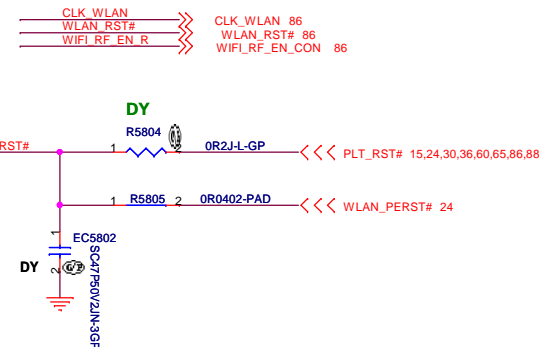 CLK_WLAN CLK_WLAN 86
WLAN_RST# WLAN_RST# 86
WIFI_RF_EN_R WIFI_RF_EN_CON 86
DY
R5804
RST# 1 2 0R2J-L-GP PLT_RST# 15,24,30,36,60,65,86,88
1 R5805 2 0R0402-PAD WLAN_PERST# 24
1
EC5802
DY 2
SC47P50V2JN-3GP